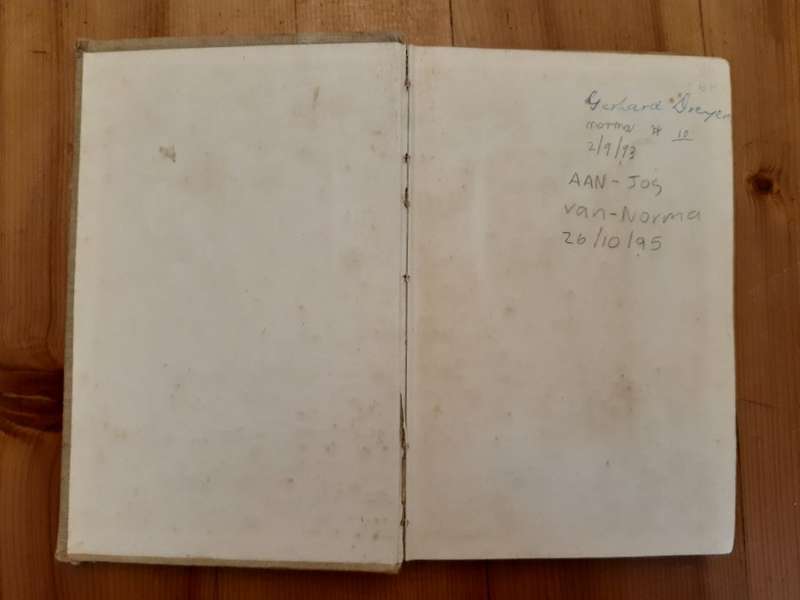 Gerhard Dreyer
norma # 10
2/9/93
AAN - Jos
van - Norma
26/10/95